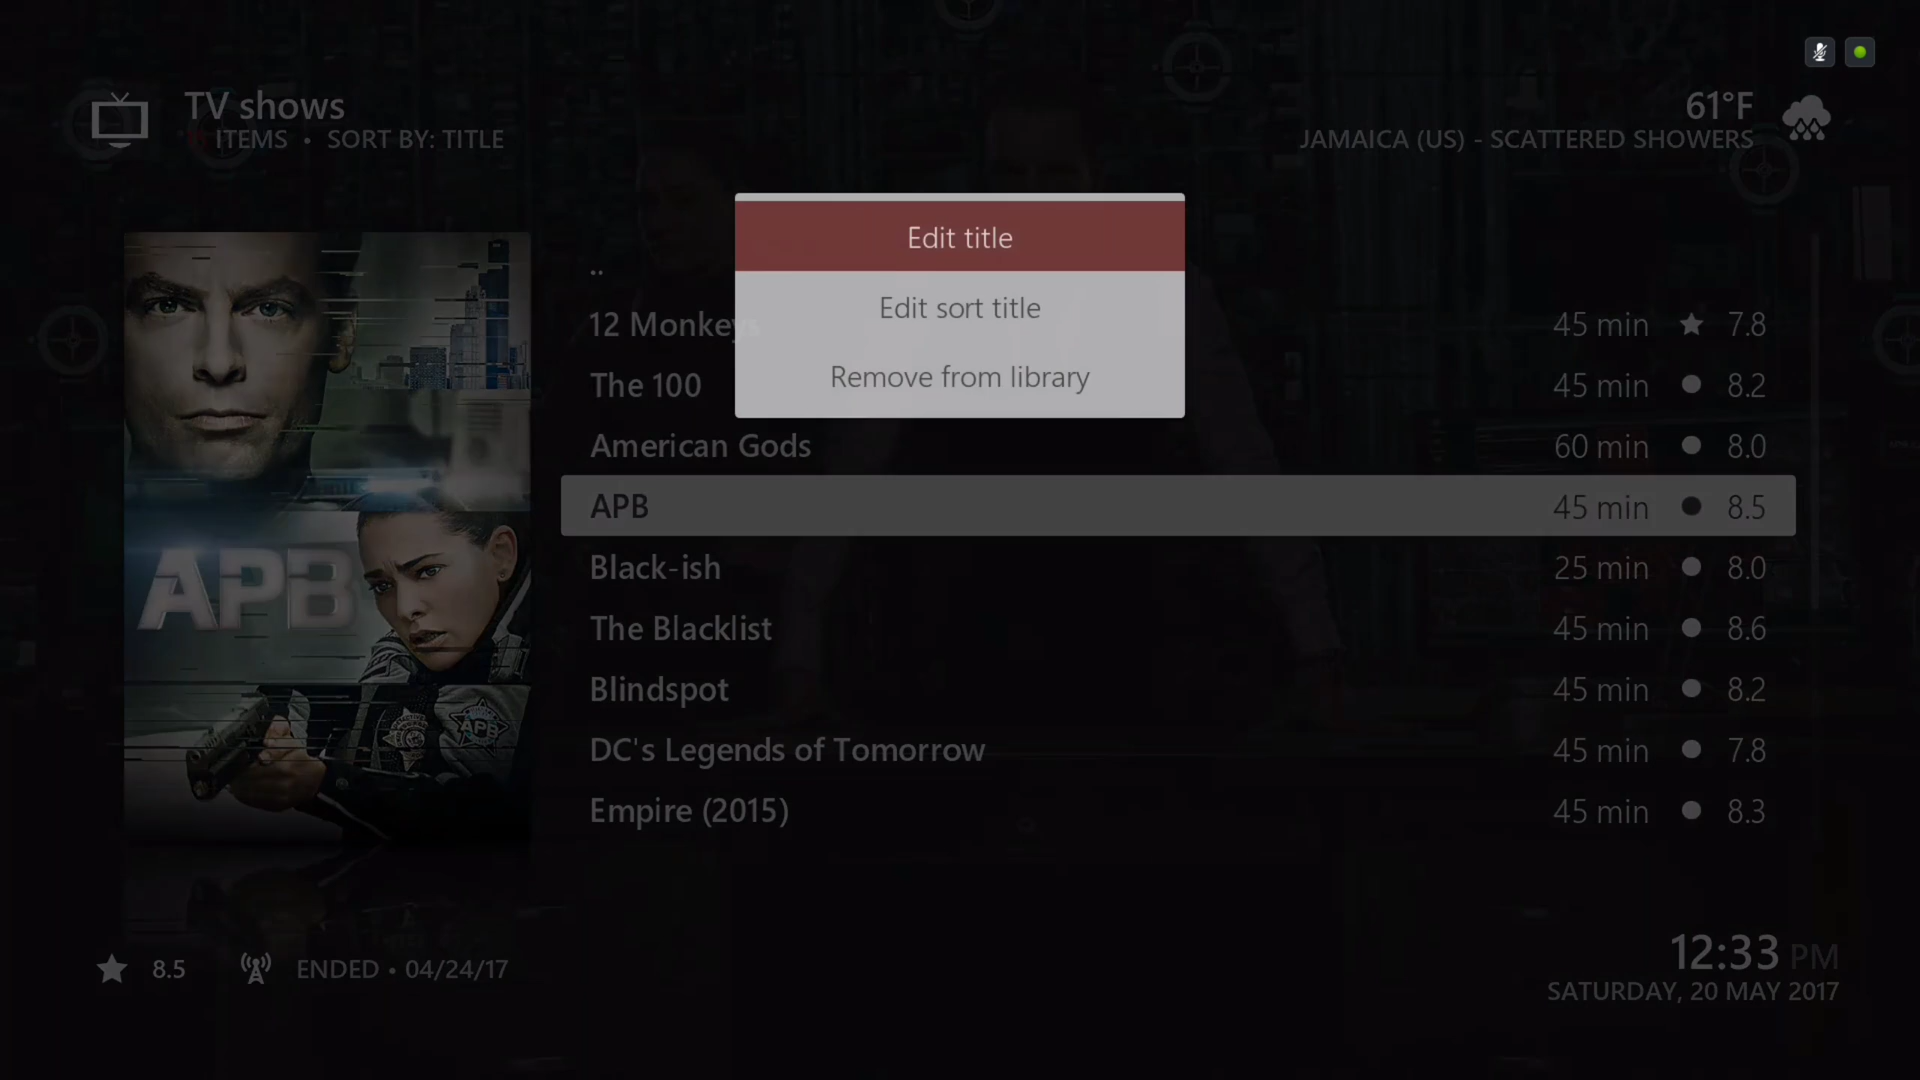 TV shows
ITEMS • SORT BY: TITLE
61°F
JAMAICA (US) - SCATTERED SHOWERS
Edit title
Edit sort title
Remove from library
..
12 Monkeys 45 min 7.8
The 100 45 min 8.2
American Gods 60 min 8.0
APB 45 min 8.5
Black-ish 25 min 8.0
The Blacklist 45 min 8.6
Blindspot 45 min 8.2
DC's Legends of Tomorrow 45 min 7.8
Empire (2015) 45 min 8.3
APB
APB
8.5 ENDED • 04/24/17
12:33 PM
SATURDAY, 20 MAY 2017